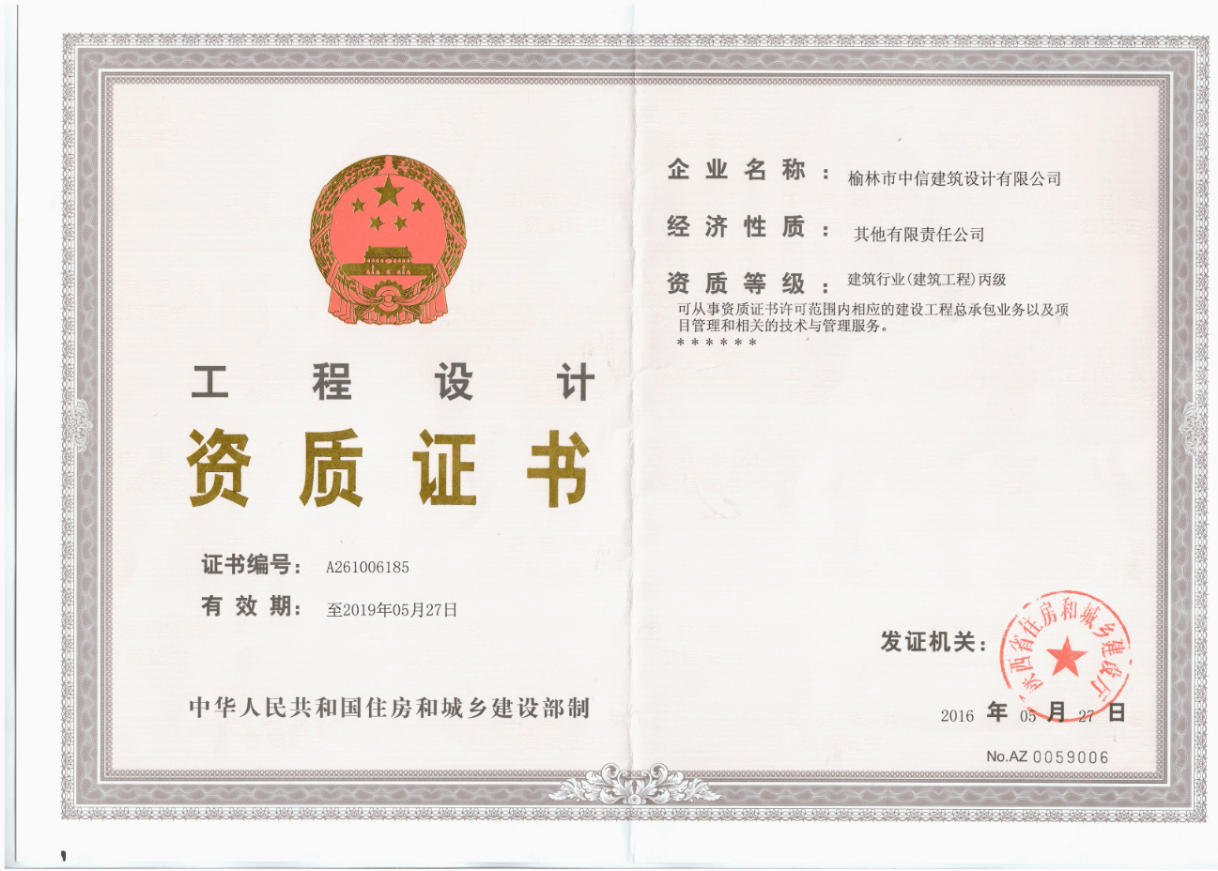 工程设计
资质证书
证书编号： A261006185
有效期： 至2019年05月27日
中华人民共和国住房和城乡建设部制
企业名称： 榆林市中信建筑设计有限公司
经济性质： 其他有限责任公司
资质等级： 建筑行业(建筑工程)丙级
可从事资质证书许可范围内相应的建设工程总承包业务以及项
目管理和相关的技术与管理服务。
******
发证机关：
陕西省住房和城乡建设厅
2016 年 05 月 27 日
No.AZ 0059006